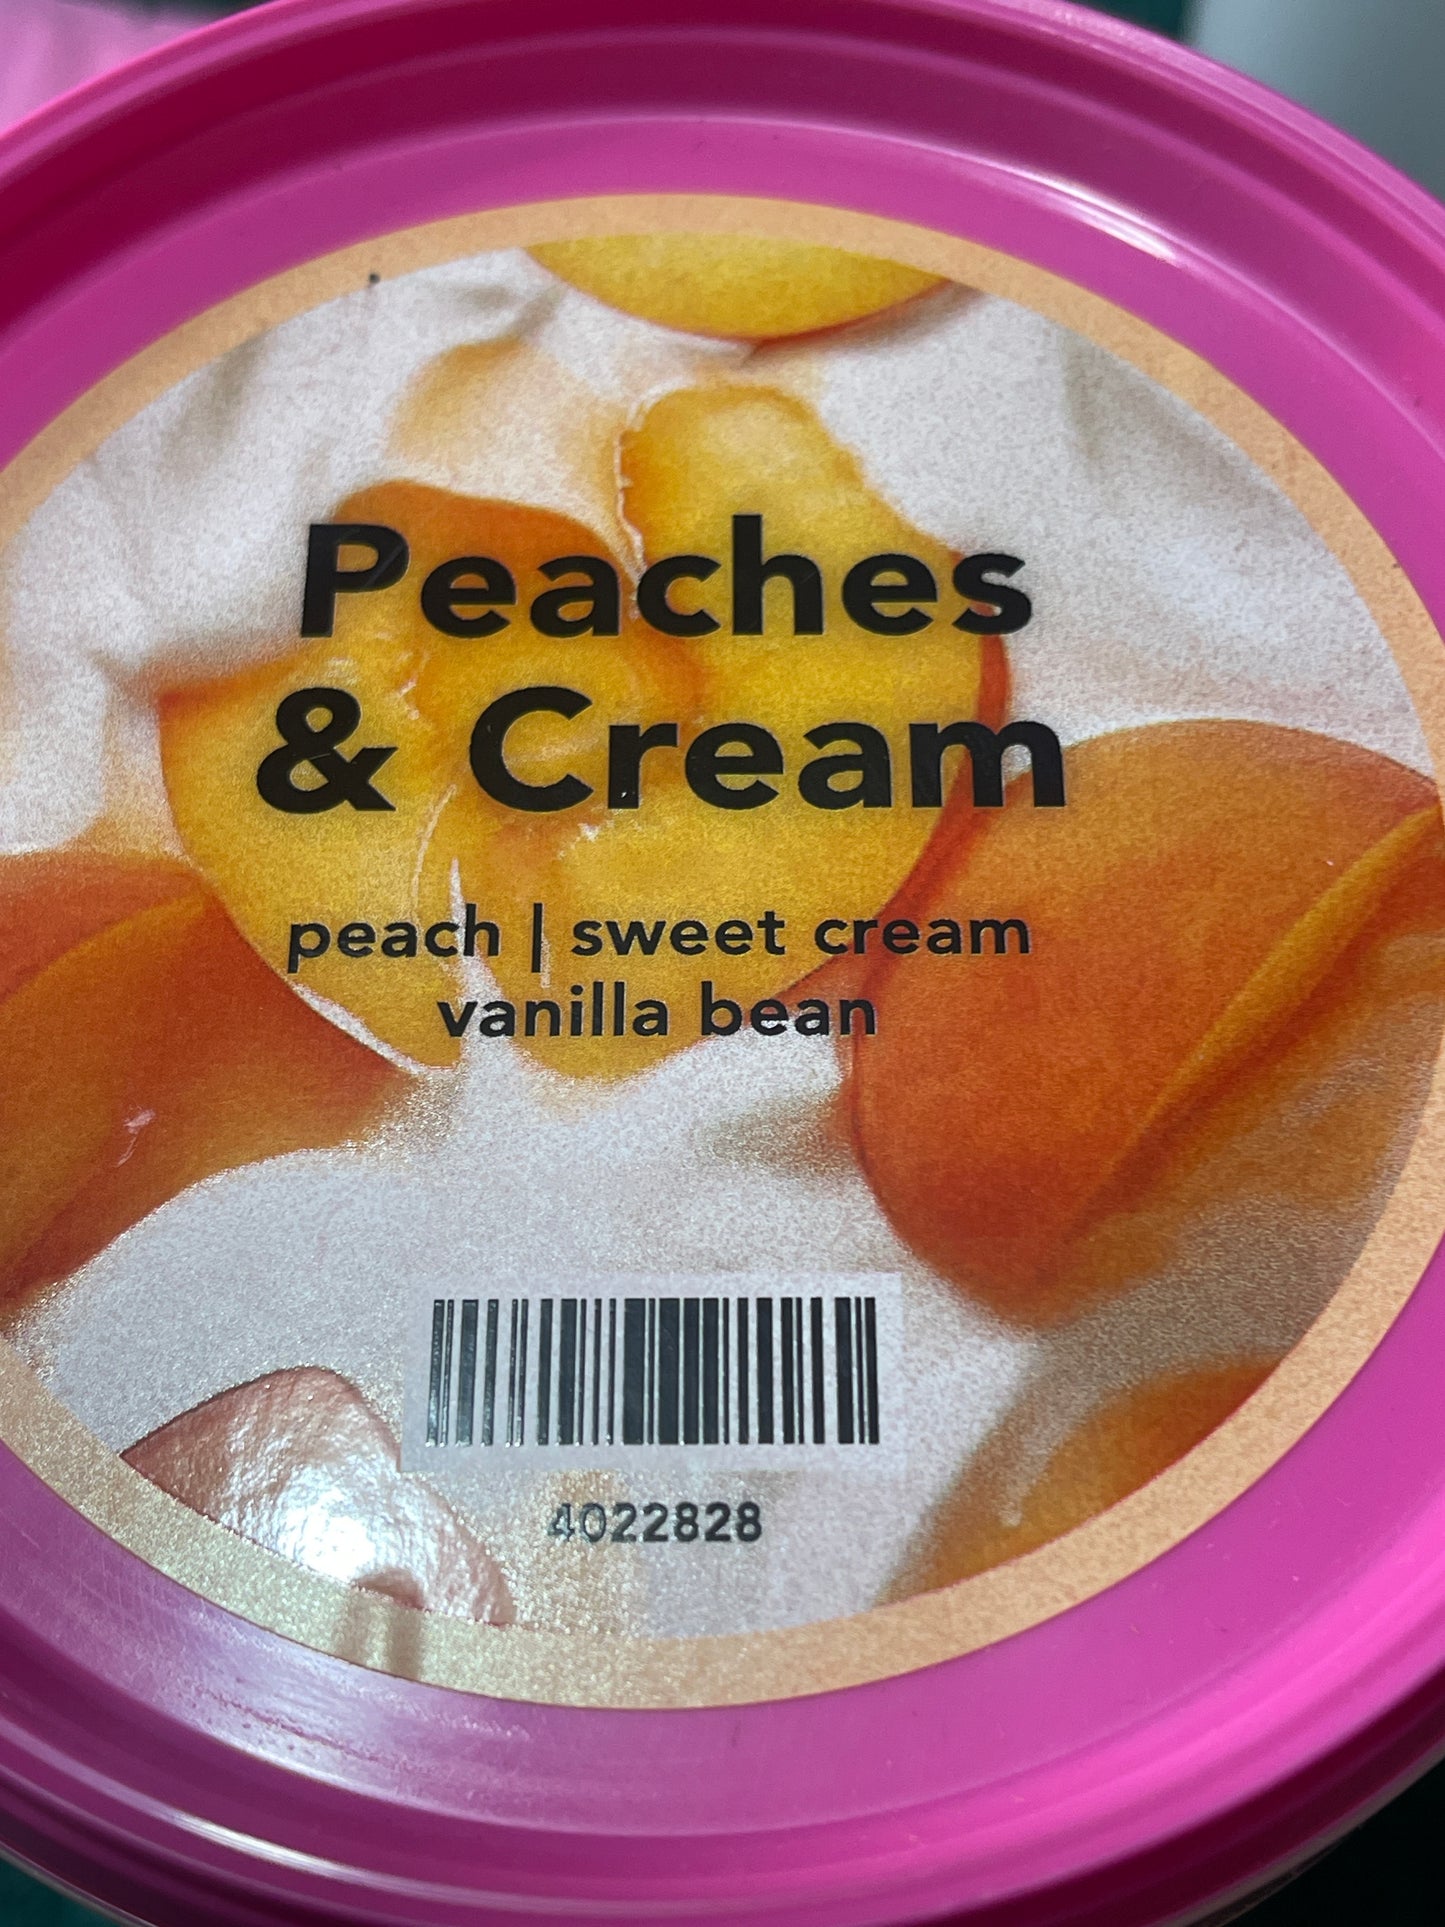 Peaches
& Cream
peach | sweet cream
vanilla bean
4022828